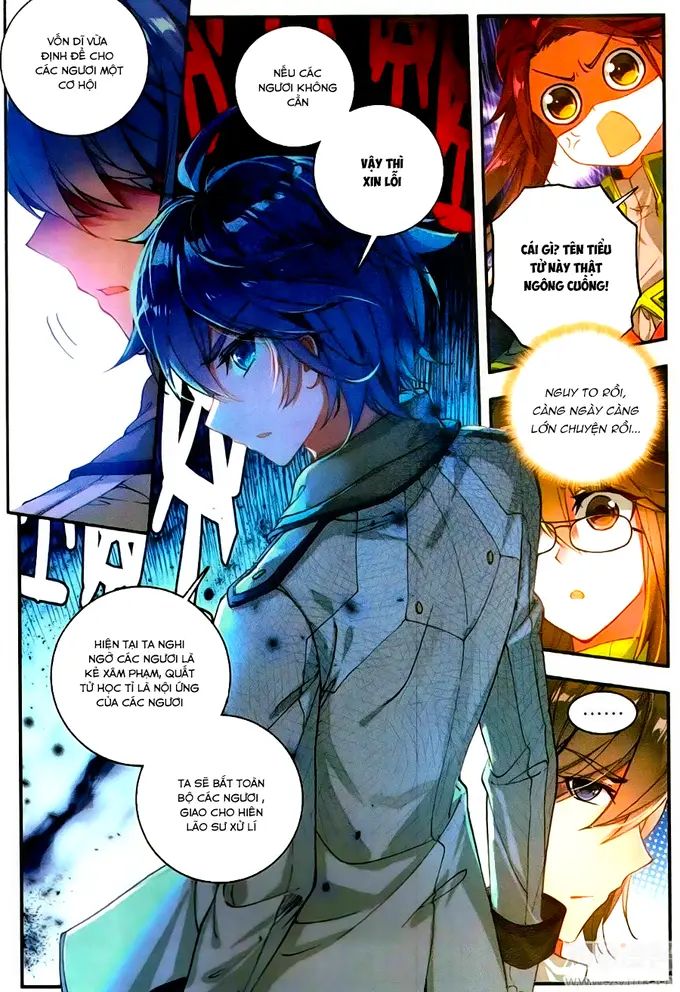 VỐN DĨ VỪA
ĐỊNH ĐỀ CHO
CÁC NGƯƠI MỘT
CƠ HỘI
NẾU CÁC
NGƯƠI KHÔNG
CẦN
VẬY THÌ
XIN LỖI
CÁI GÌ? TÊN TIỂU
TỬ NÀY THẬT
NGÔNG CUỒNG!
NGUY TO RỒI,
CÀNG NGÀY CÀNG
LỚN CHUYỆN RỒI...
HIỆN TẠI TA NGHI
NGỜ CÁC NGƯƠI LÀ
KẺ XÂM PHẠM, QUẤT
TỬ HỌC TỈ LÀ NỘI ỨNG
CỦA CÁC NGƯƠI
TA SẼ BẮT TOÀN
BỘ CÁC NGƯƠI ,
GIAO CHO HIÊN
LÃO SƯ XỬ LÍ
......